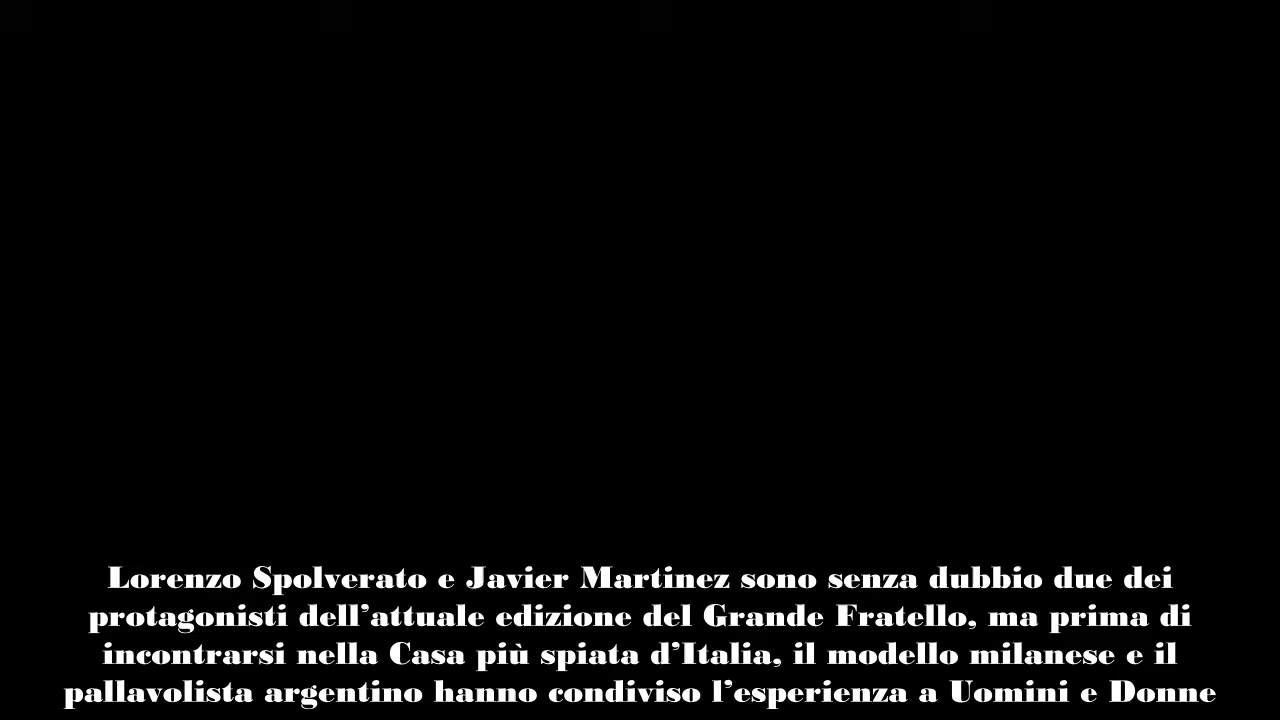 Lorenzo Spolverato e Javier Martinez sono senza dubbio due dei
protagonisti dell’attuale edizione del Grande Fratello, ma prima di
incontrarsi nella Casa più spiata d’Italia, il modello milanese e il
pallavolista argentino hanno condiviso l’esperienza a Uomini e Donne